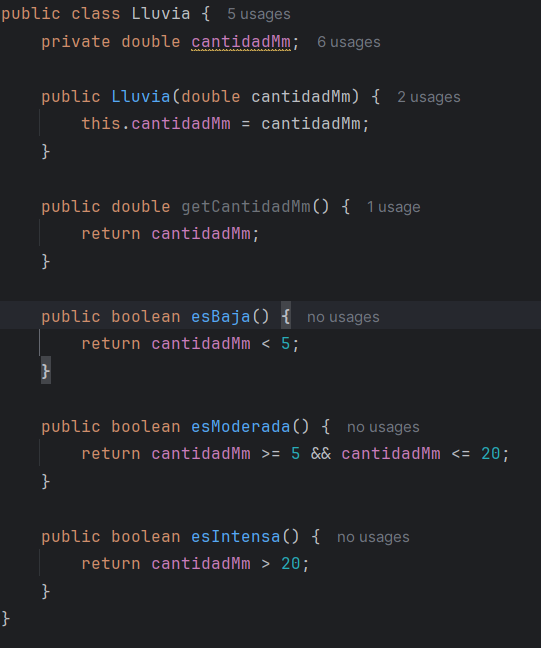 public class Lluvia {  5 usages
    private double cantidadMm;  6 usages

    public Lluvia(double cantidadMm) {  2 usages
        this.cantidadMm = cantidadMm;
    }

    public double getCantidadMm() {  1 usage
        return cantidadMm;
    }

    public boolean esBaja() {  no usages
        return cantidadMm < 5;
    }

    public boolean esModerada() {  no usages
        return cantidadMm >= 5 && cantidadMm <= 20;
    }

    public boolean esIntensa() {  no usages
        return cantidadMm > 20;
    }
}